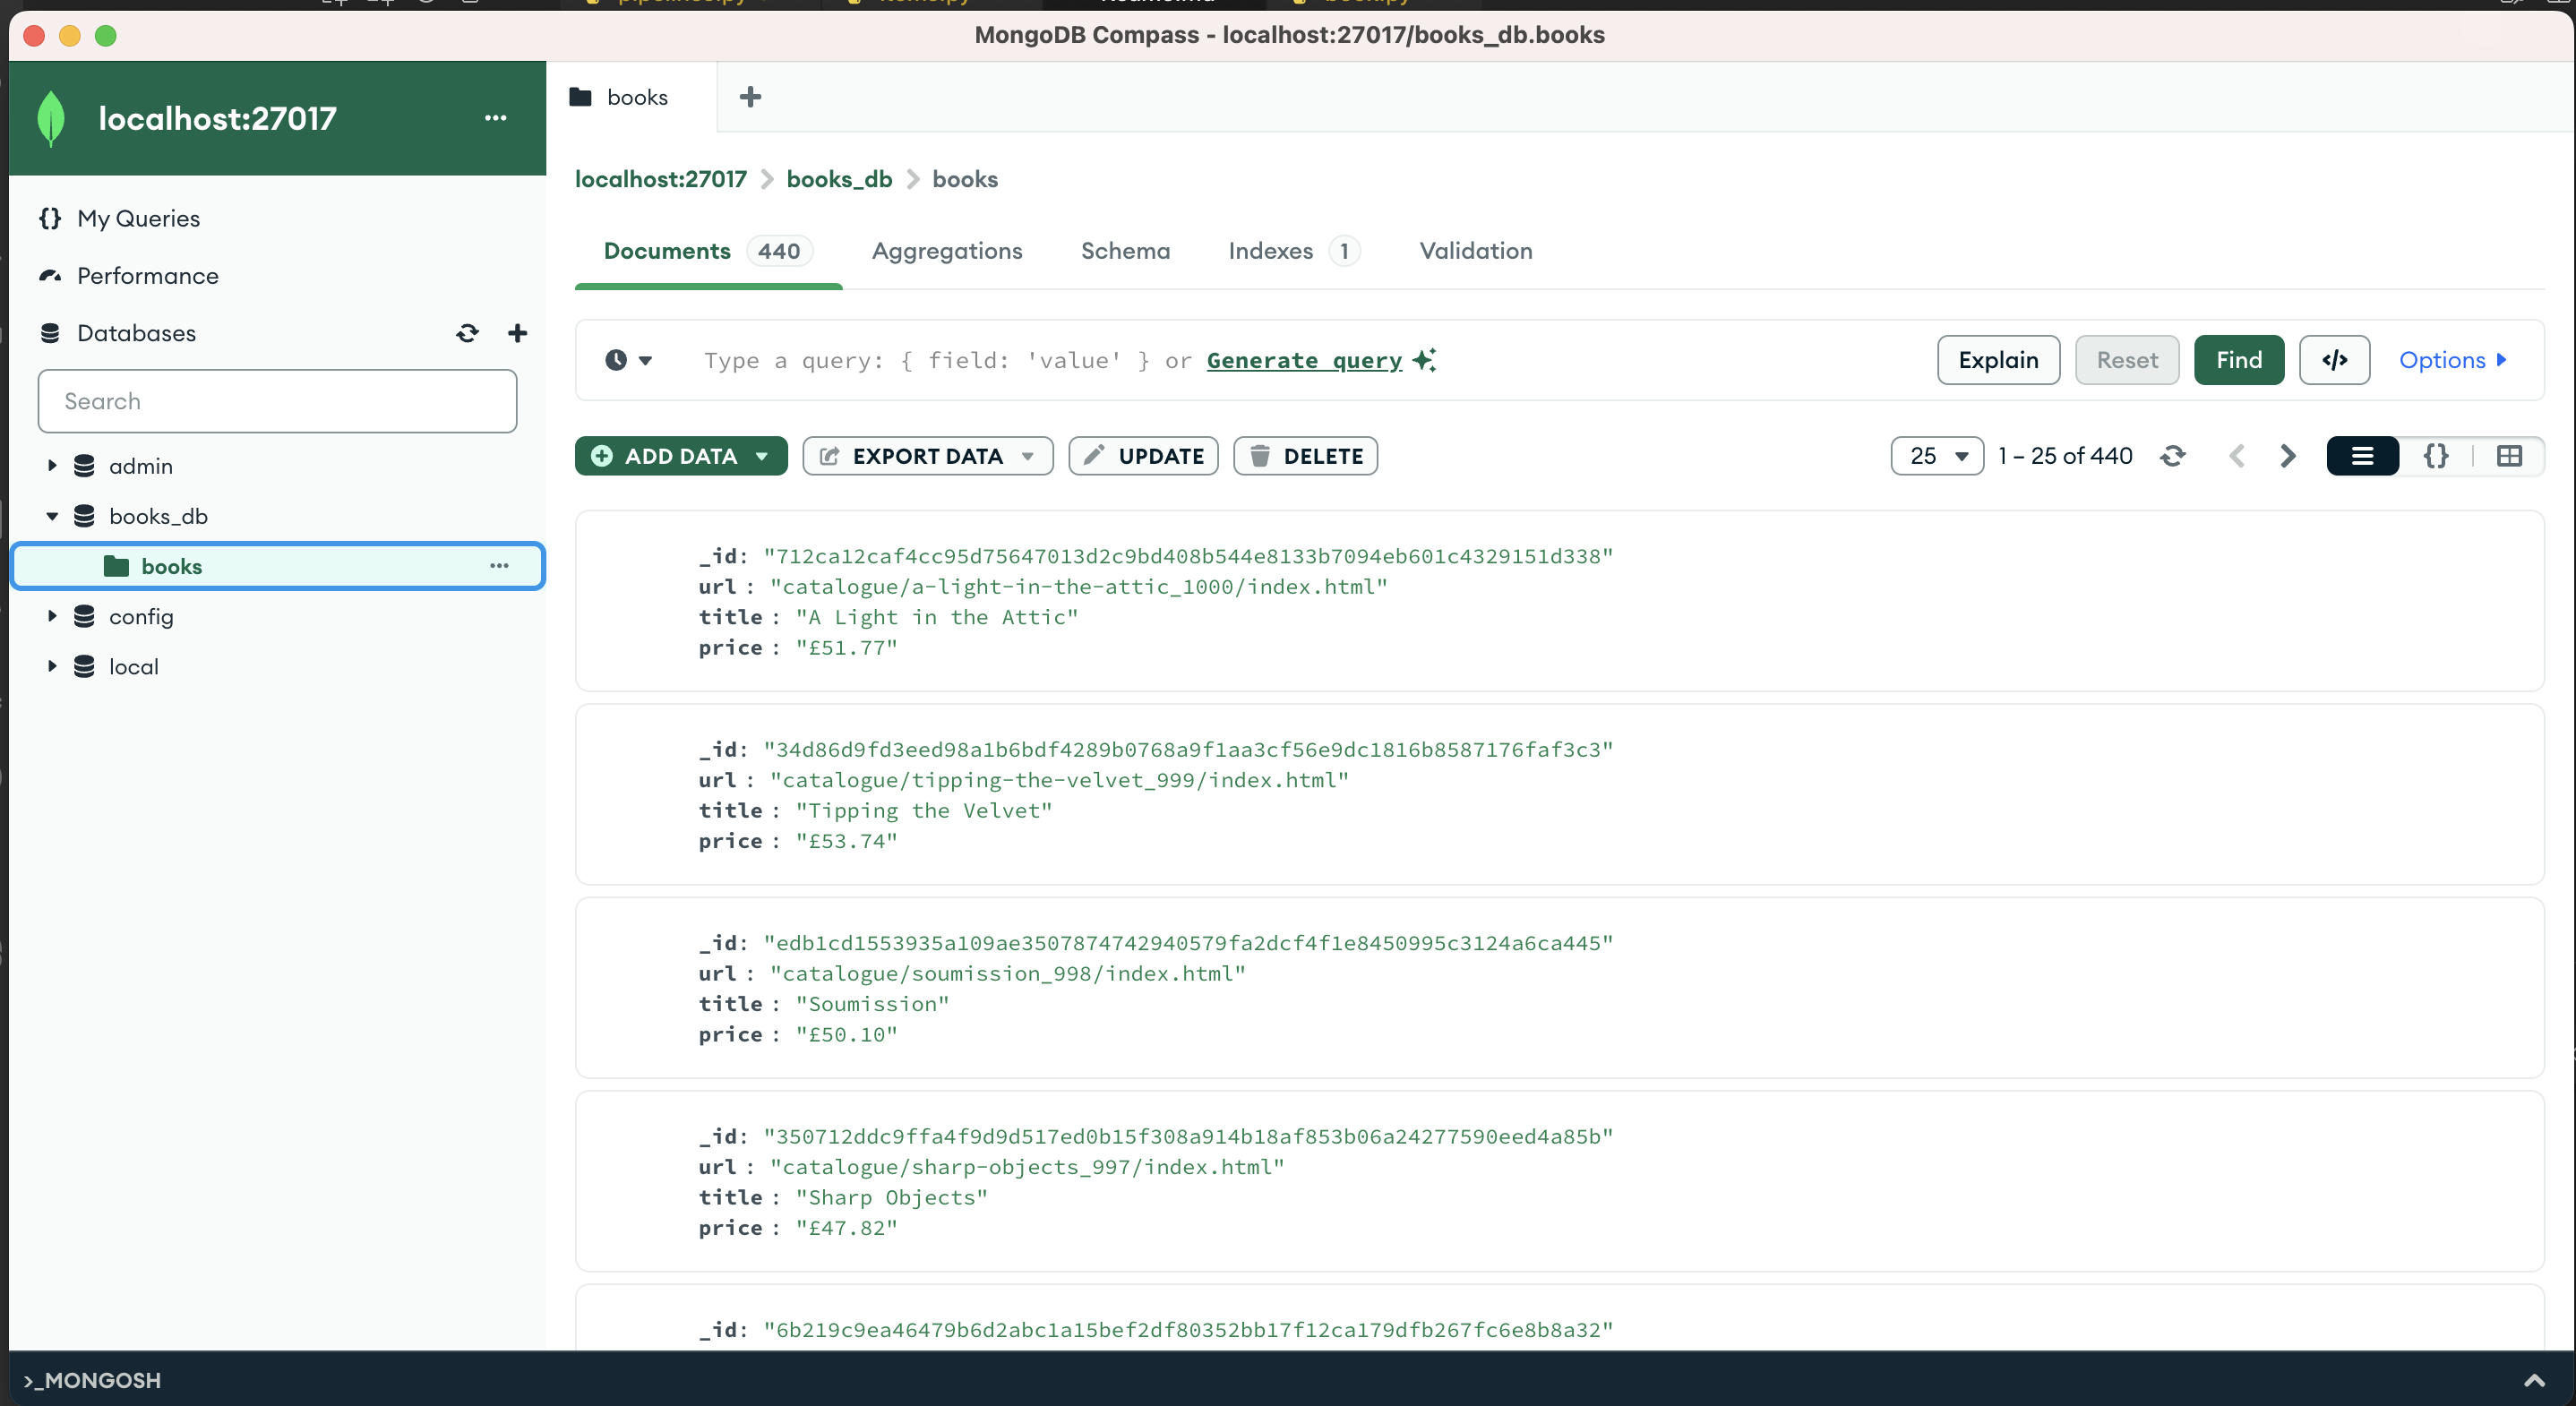 MongoDB Compass - localhost:27017/books_db.books
localhost:27017
books
My Queries
Performance
Databases
Search
admin
books_db
books
config
local
localhost:27017 > books_db > books
Documents 440 Aggregations Schema Indexes 1 Validation
Type a query: { field: 'value' } or Generate query
Explain Reset Find </> Options
ADD DATA EXPORT DATA UPDATE DELETE
25 1 – 25 of 440 {}
_id: "712ca12caf4cc95d75647013d2c9bd408b544e8133b7094eb601c4329151d338"
url : "catalogue/a-light-in-the-attic_1000/index.html"
title : "A Light in the Attic"
price : "£51.77"
_id: "34d86d9fd3eed98a1b6bdf4289b0768a9f1aa3cf56e9dc1816b8587176faf3c3"
url : "catalogue/tipping-the-velvet_999/index.html"
title : "Tipping the Velvet"
price : "£53.74"
_id: "edb1cd1553935a109ae3507874742940579fa2dcf4f1e8450995c3124a6ca445"
url : "catalogue/soumission_998/index.html"
title : "Soumission"
price : "£50.10"
_id: "350712ddc9ffa4f9d9d517ed0b15f308a914b18af853b06a24277590eed4a85b"
url : "catalogue/sharp-objects_997/index.html"
title : "Sharp Objects"
price : "£47.82"
_id: "6b219c9ea46479b6d2abc1a15bef2df80352bb17f12ca179dfb267fc6e8b8a32"
>_MONGOSH